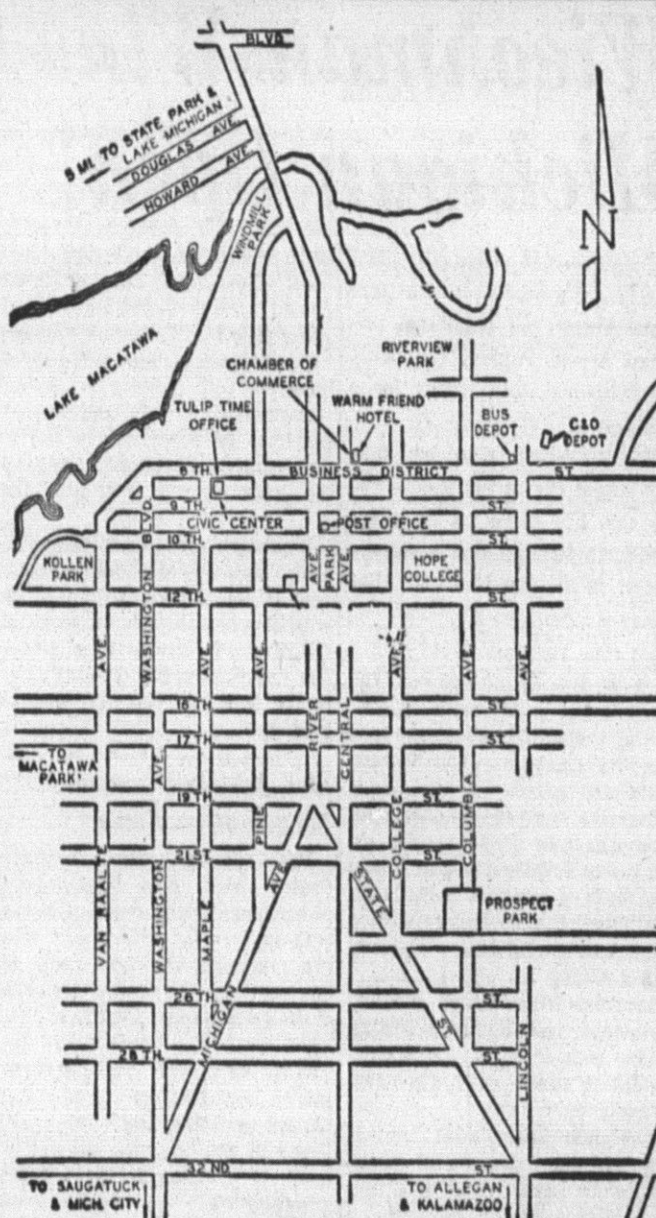 BLVD.
5 MI. TO STATE PARK &
LAKE MICHIGAN
DOUGLAS AVE.
HOWARD AVE
WINDMILL
PARK
LAKE MACATAWA
RIVERVIEW
PARK
CHAMBER OF
COMMERCE
WARM FRIEND
HOTEL
TULIP TIME
OFFICE
BUS
DEPOT
C&O
DEPOT
8 TH. BUSINESS DISTRICT ST.
9 TH. ST.
CIVIC CENTER
POST OFFICE
10 TH. ST.
KOLLEN
PARK
WASHINGTON BLVD.
AVE.
PARK
AVE.
HOPE
COLLEGE
12 TH. ST.
AVE.
AVE.
AVE.
AVE.
AVE.
AVE.
16 TH. ST.
17 TH. ST.
RIVER
CENTRAL
TO
MACATAWA
PARK
19 TH. ST.
PINE
COLLEGE
COLUMBIA
21 ST. ST.
VAN RAALTE
WASHINGTON AVE.
MAPLE
MICHIGAN AVE
STATE ST.
PROSPECT
PARK
26 TH. ST.
28 TH. ST.
LINCOLN
32 ND ST.
TO SAUGATUCK
& MICH. CITY
TO ALLEGAN
& KALAMAZOO